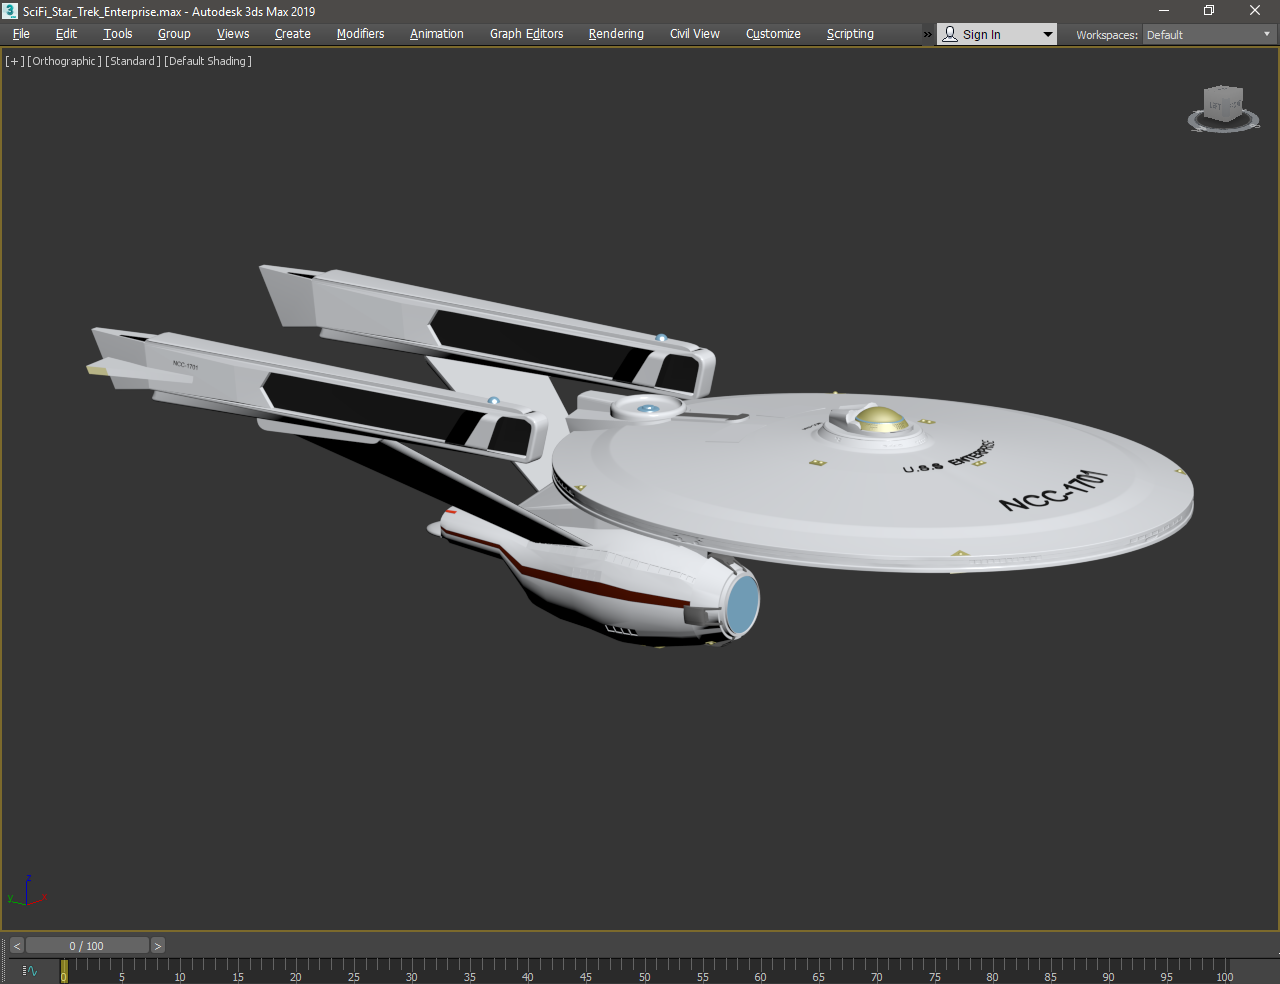 SciFi_Star_Trek_Enterprise.max - Autodesk 3ds Max 2019
File Edit Tools Group Views Create Modifiers Animation Graph Editors Rendering Civil View Customize Scripting » Sign In Workspaces: Default
[+] [Orthographic] [Standard] [Default Shading]
NCC-1701
U.S.S ENTERPRISE
NCC-1701
z
y
x
< 0 / 100 >
0 5 10 15 20 25 30 35 40 45 50 55 60 65 70 75 80 85 90 95 100